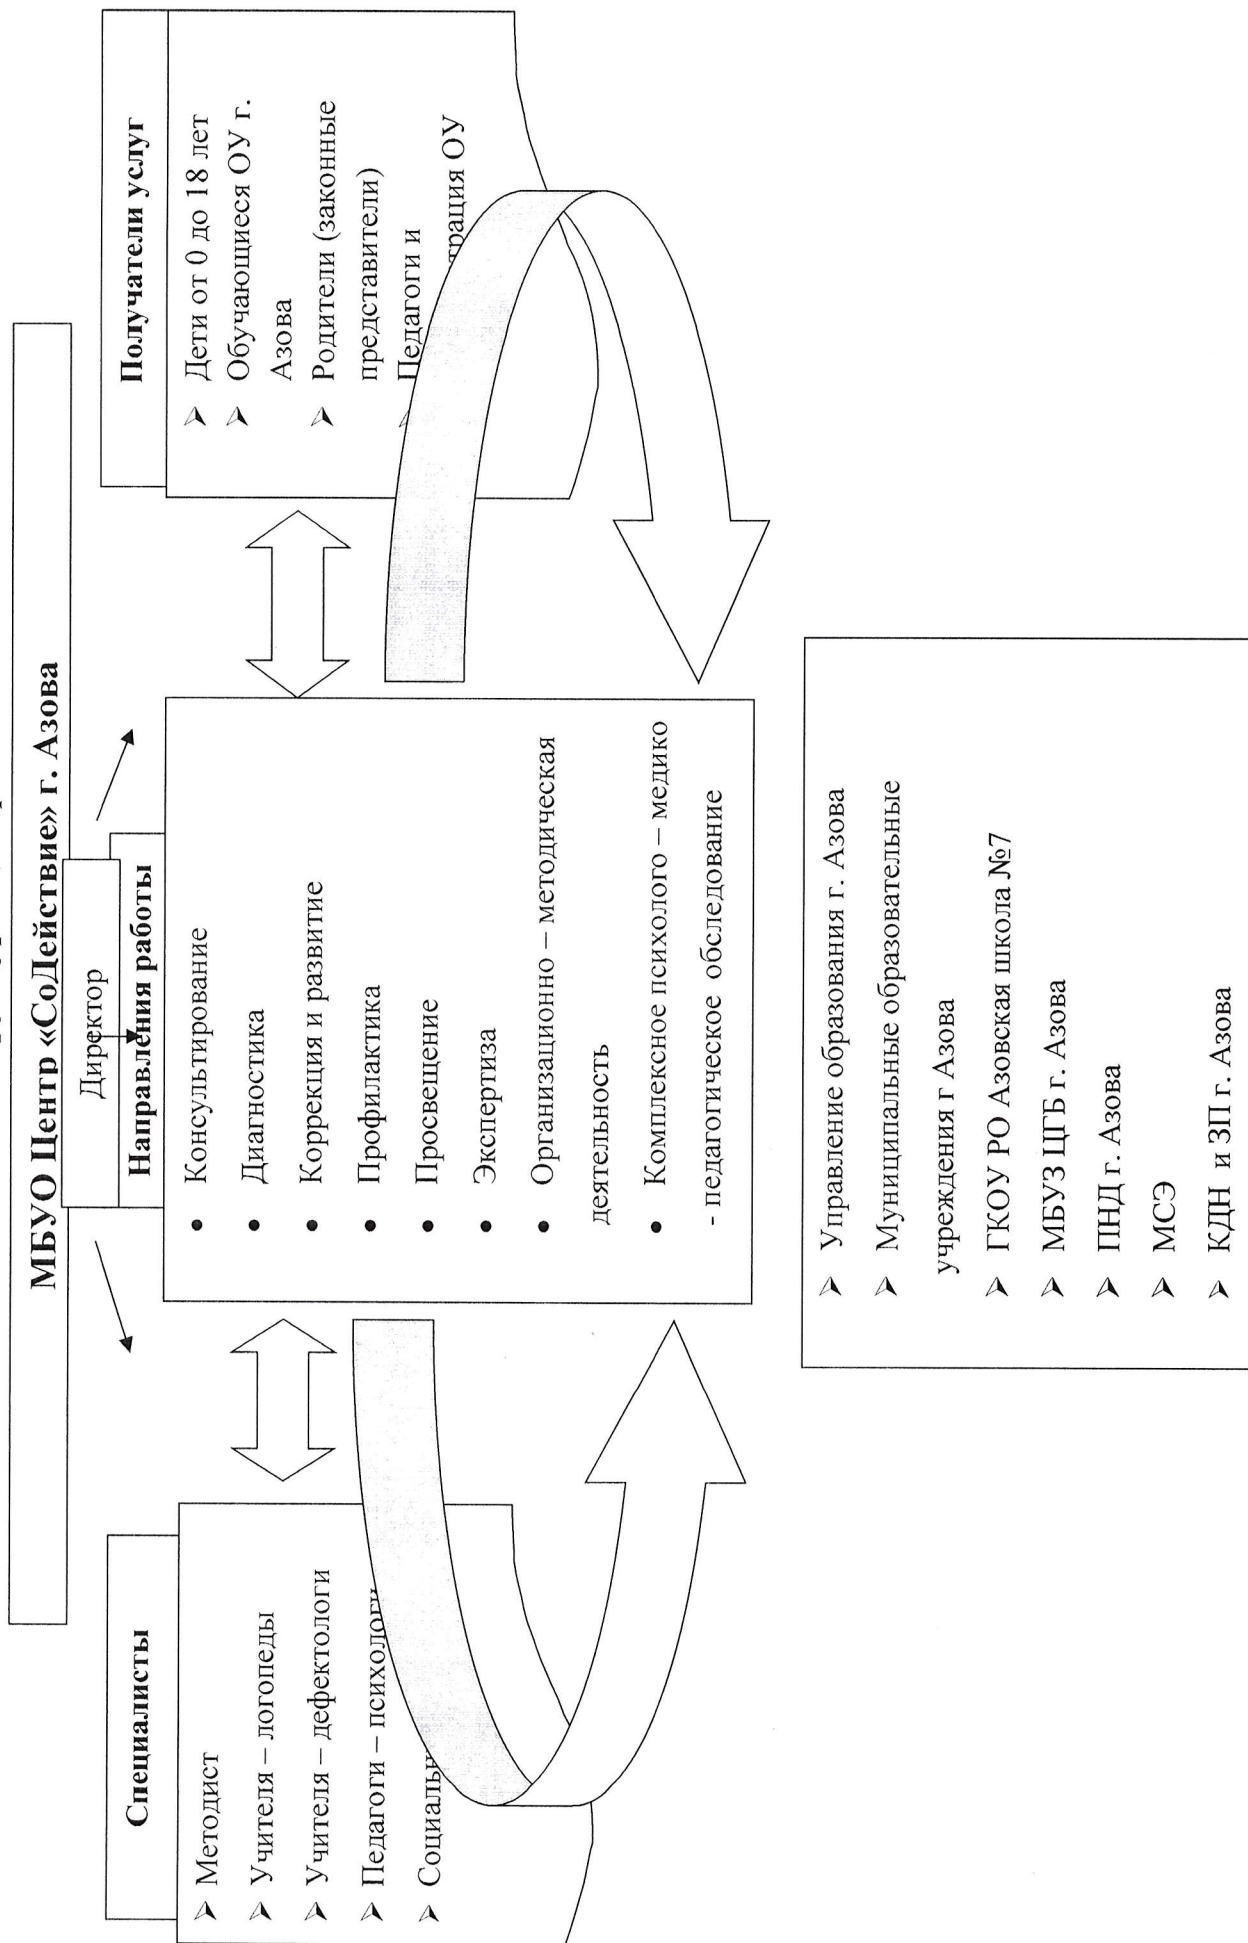 МБУО Центр «СоДействие» г. Азова
Директор
Специалисты
Методист
Учителя – логопеды
Учителя – дефектологи
Педагоги – психологи
Направления работы
Консультирование
Диагностика
Коррекция и развитие
Профилактика
Просвещение
Экспертиза
Организационно – методическая
деятельность
Комплексное психолого – медико
- педагогическое обследование
Получатели услуг
Дети от 0 до 18 лет
Обучающиеся ОУ г.
Азова
Родители (законные
представители)
Педагоги и
ОУ
Управление образования г. Азова
Муниципальные образовательные
учреждения г Азова
ГКОУ РО Азовская школа №7
МБУЗ ЦГБ г. Азова
ПНД г. Азова
МСЭ
КДН и ЗП г. Азова